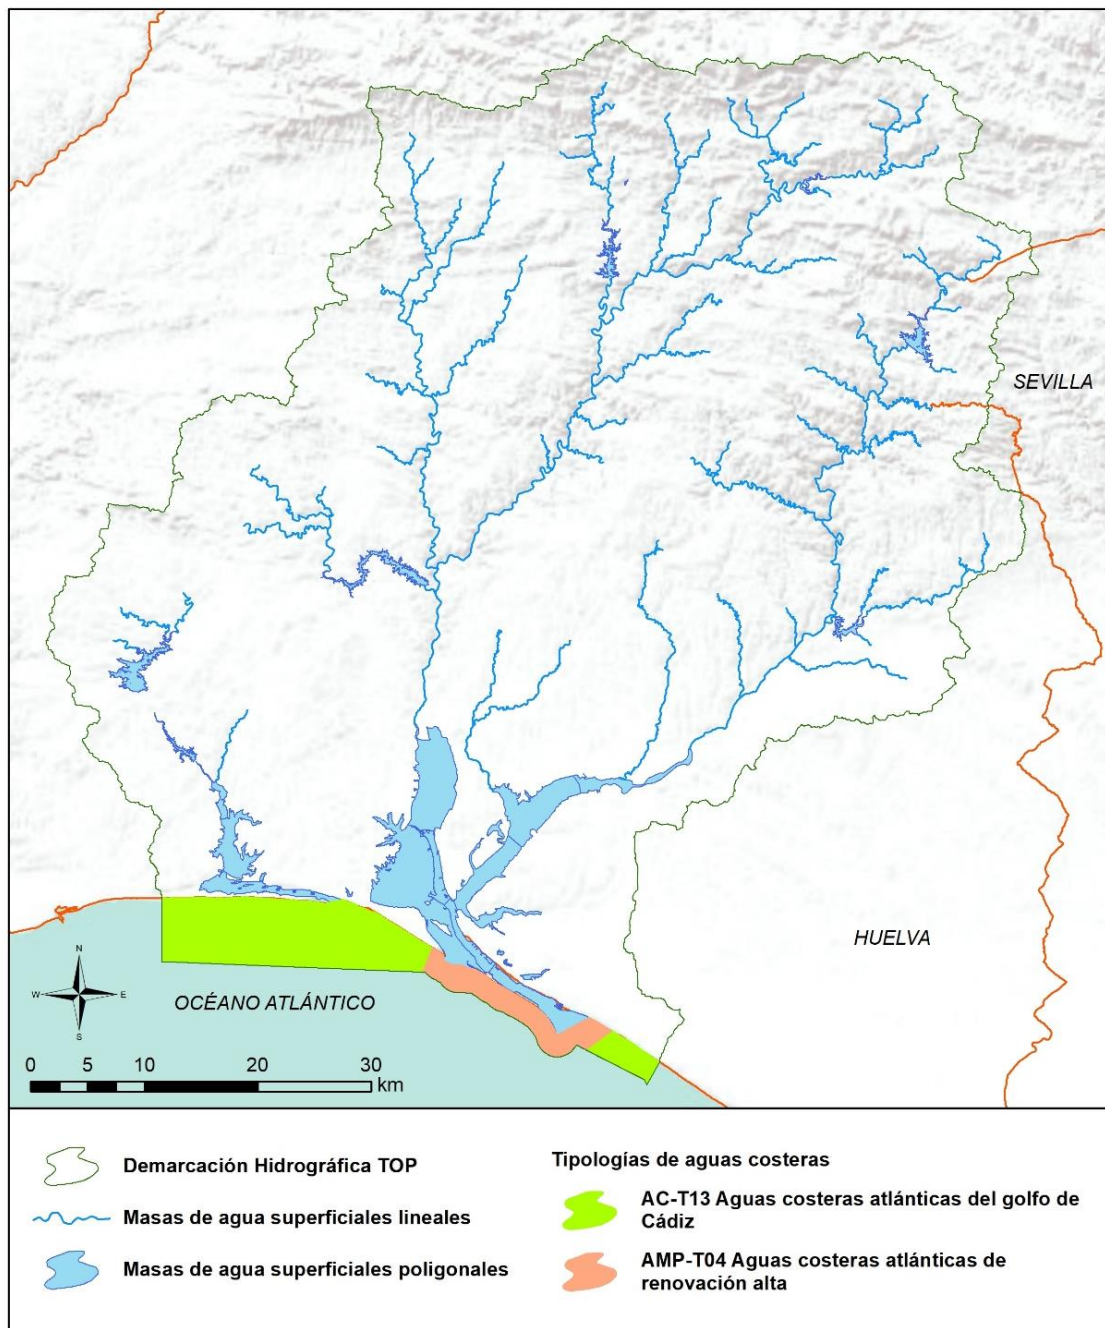 SEVILLA
HUELVA
OCÉANO ATLÁNTICO
N
W E
S
0 5 10 20 30
km
Demarcación Hidrográfica TOP
Masas de agua superficiales lineales
Masas de agua superficiales poligonales
Tipologías de aguas costeras
AC-T13 Aguas costeras atlánticas del golfo de
Cádiz
AMP-T04 Aguas costeras atlánticas de
renovación alta